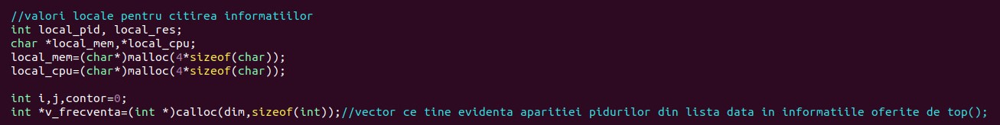 //valori locale pentru citirea informatiilor
int local_pid, local_res;
char *local_mem,*local_cpu;
local_mem=(char*)malloc(4*sizeof(char));
local_cpu=(char*)malloc(4*sizeof(char));
int i,j,contor=0;
int *v_frecventa=(int *)calloc(dim,sizeof(int));//vector ce tine evidenta aparitiei pidurilor din lista data in informatiile oferite de top();